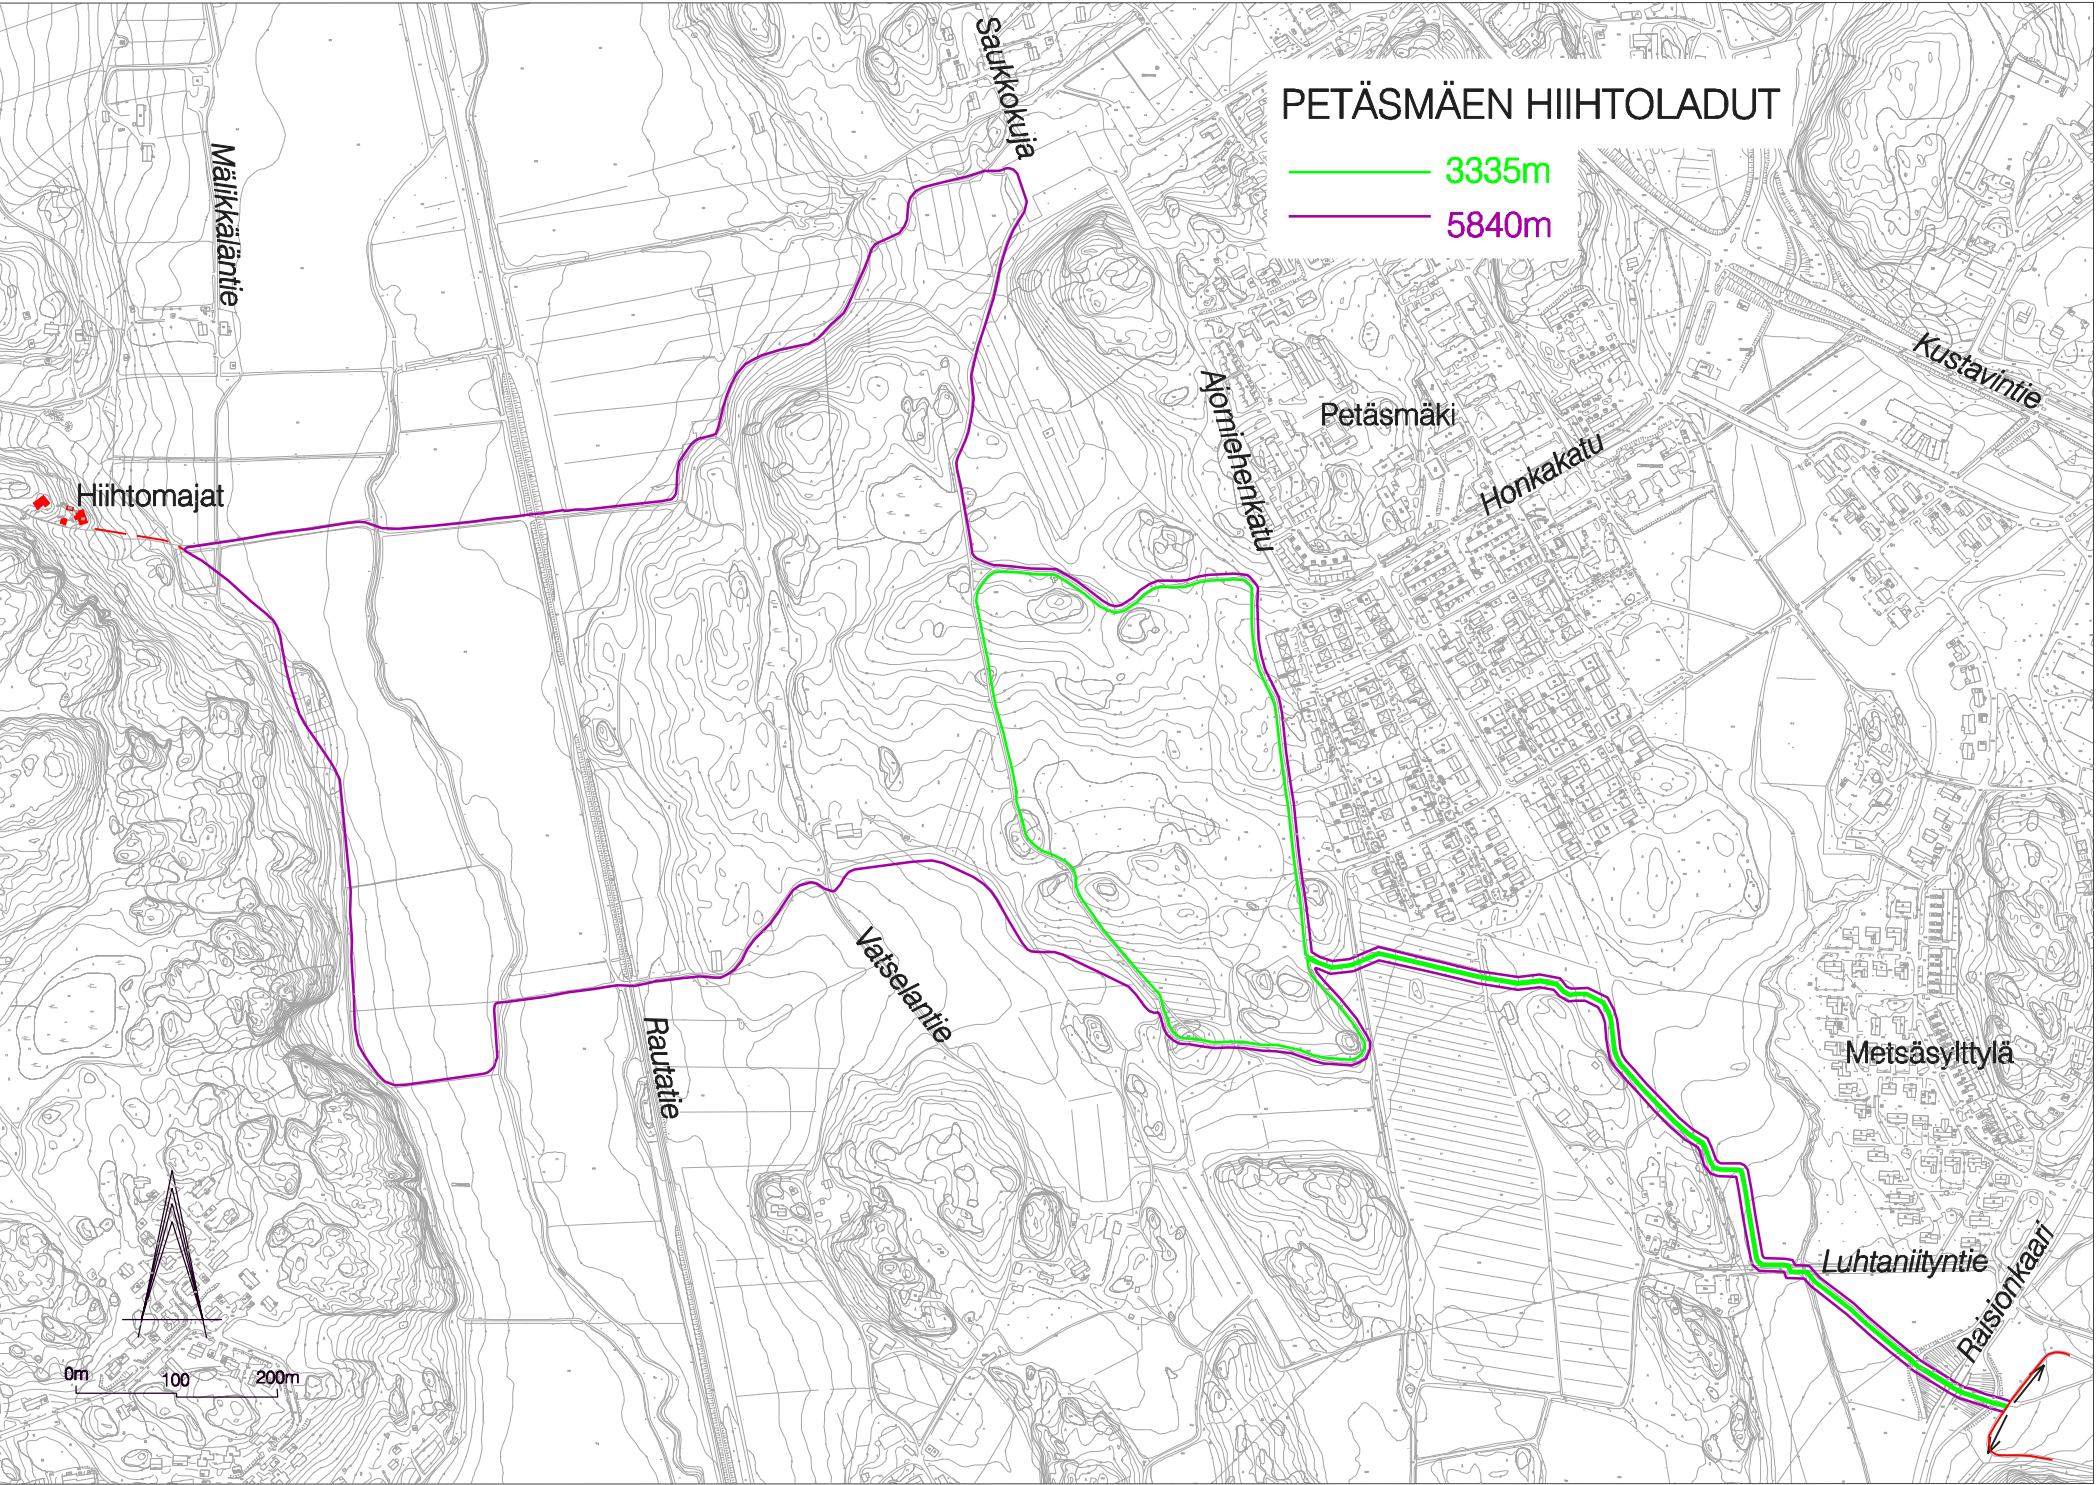 PETÄSMÄEN HIIHTOLADUT
3335m
5840m
Saukkokuja
Mälikkäläntie
Kustavintie
Ajomiehenkatu
Petäsmäki
Honkakatu
Hiihtomajat
Vatselantie
Rautatie
Metsäsylttylä
Luhtaniityntie
Raisionkaari
0m 100 200m